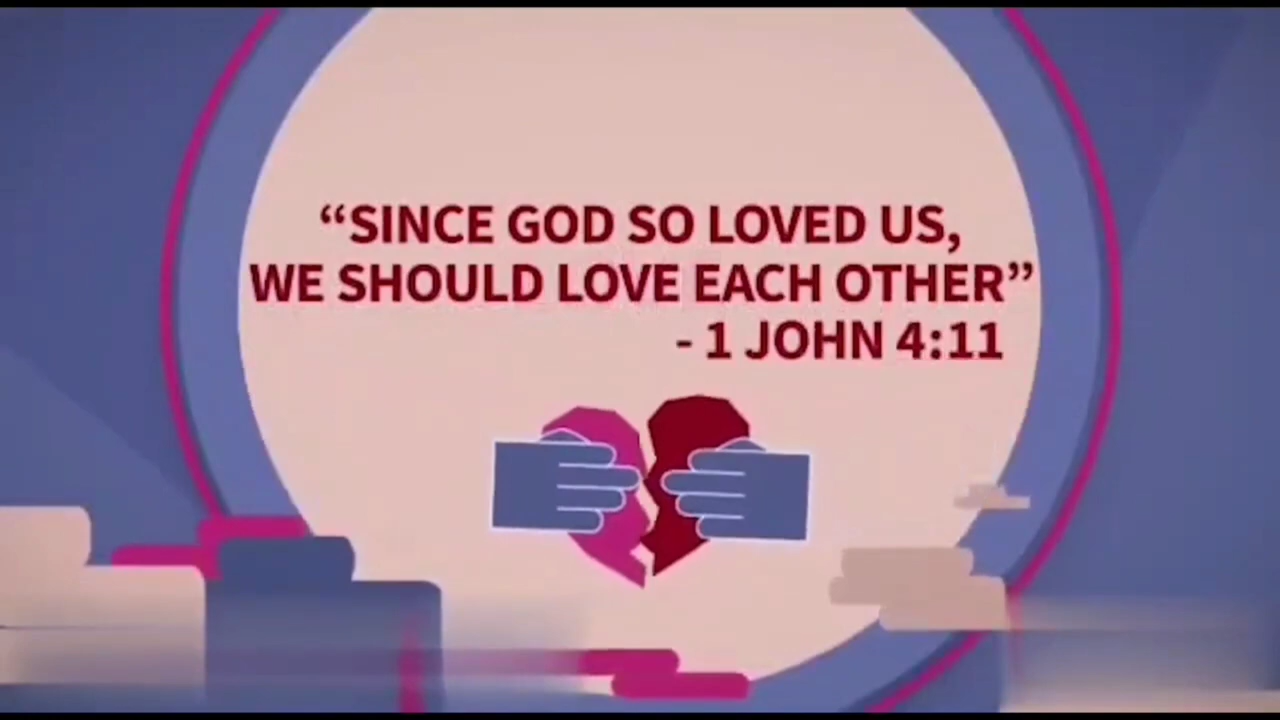 “SINCE GOD SO LOVED US,
WE SHOULD LOVE EACH OTHER”
- 1 JOHN 4:11